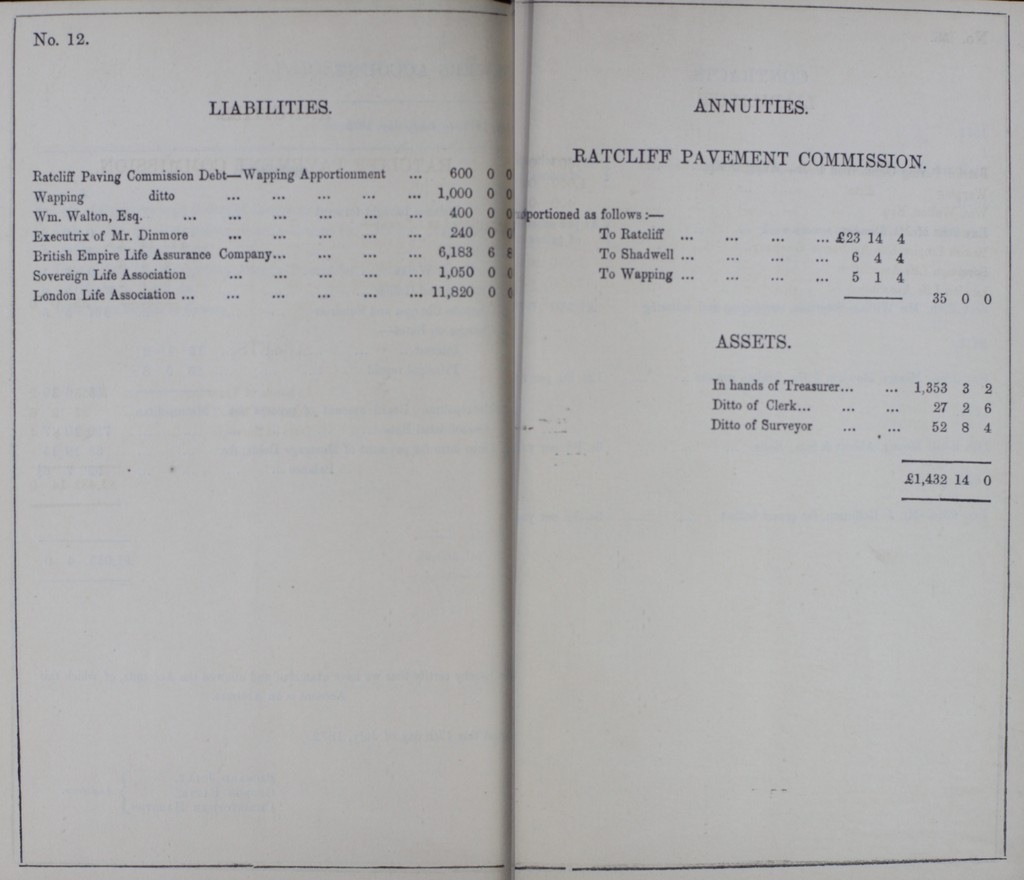 No. 12.
LIABILITIES.
Ratcliff Paving Commission Debt—Wapping Apportionment ... 600 0 0
Wapping ditto ... ... ... ... ... 1,000 0 0
Wm. Walton, Esq. ... ... ... ... ... ... 400 0 0
Executrix of Mr. Dinmore ... ... ... ... ... 240 0 0
British Empire Life Assurance Company... ... ... ... 6,183 6 8
Sovereign Life Association ... ... ... ... ... 1,050 0 0
London Life Association ... ... ... ... ... ... 11,820 0 0
ANNUITIES.
RATCLIFF PAVEMENT COMMISSION.
pportioned as follows :—
To Ratcliff ... ... ... ... £23 14 4
To Shadwell ... ... ... ... 6 4 4
To Wapping ... ... ... ... 5 1 4
35 0 0
ASSETS.
In hands of Treasurer... ... 1,353 3 2
Ditto of Clerk... ... ... 27 2 6
Ditto of Surveyor ... ... 52 8 4
£1,432 14 0